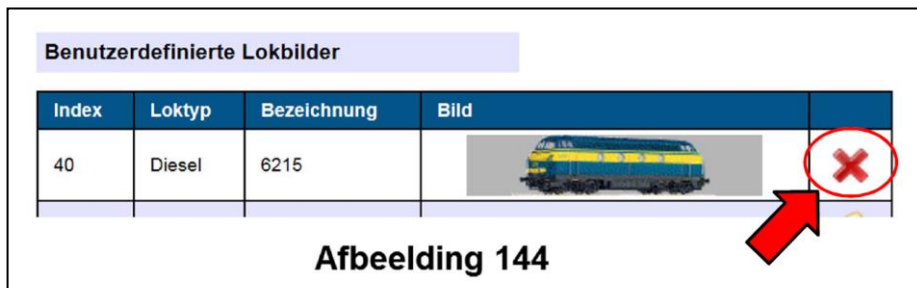 Benutzerdefinierte Lokbilder
Index Loktyp Bezeichnung Bild
40 Diesel 6215
Afbeelding 144